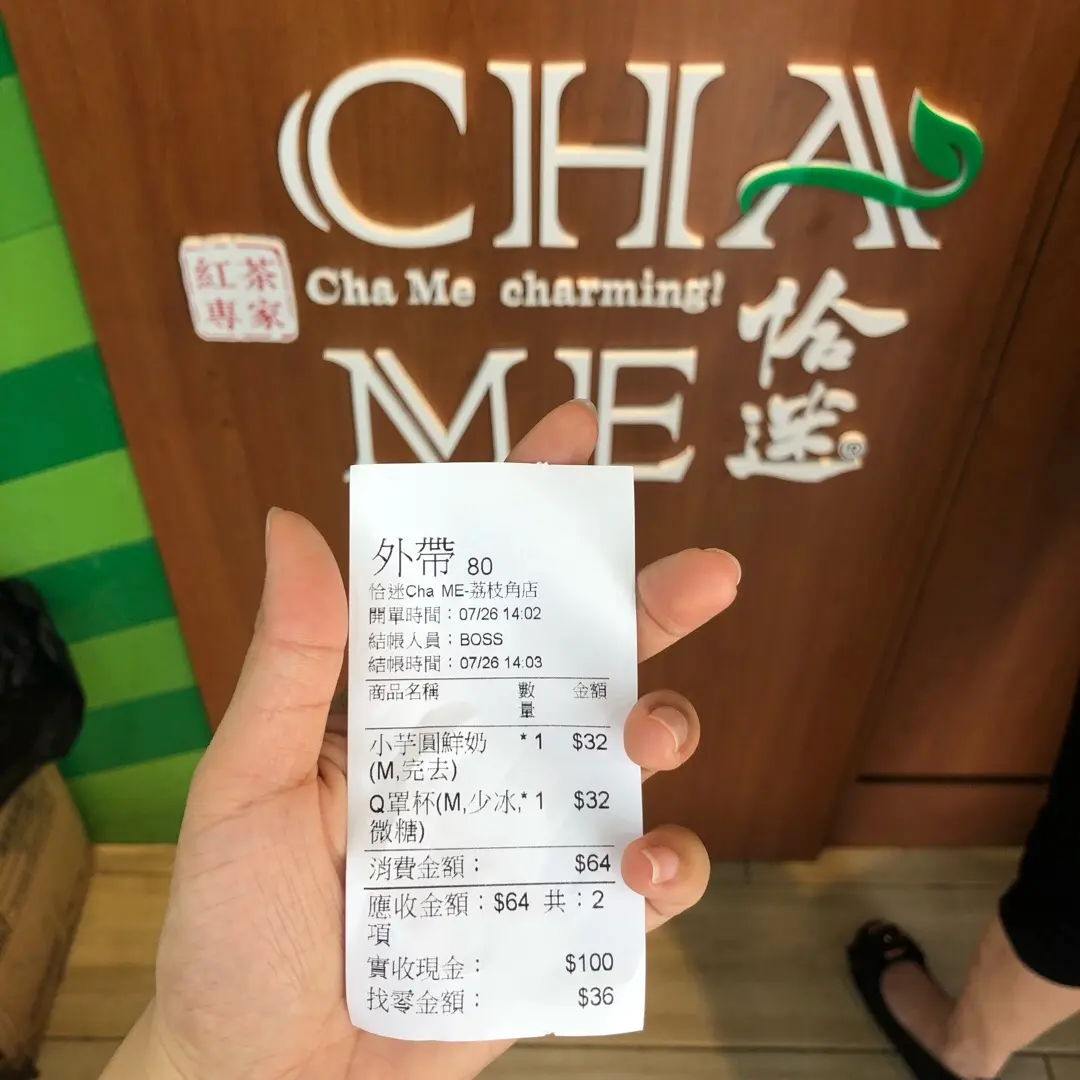 CHA
紅茶
專家
Cha Me charming!
恰
迷
ME
外帶 80
恰迷Cha ME-荔枝角店
開單時間：07/26 14:02
結帳人員：BOSS
結帳時間：07/26 14:03
商品名稱 數量 金額
小芋圓鮮奶 * 1 $32
(M,完去)
Q罩杯(M,少冰,* 1 $32
微糖)
消費金額： $64
應收金額：$64 共：2
項
實收現金： $100
找零金額： $36